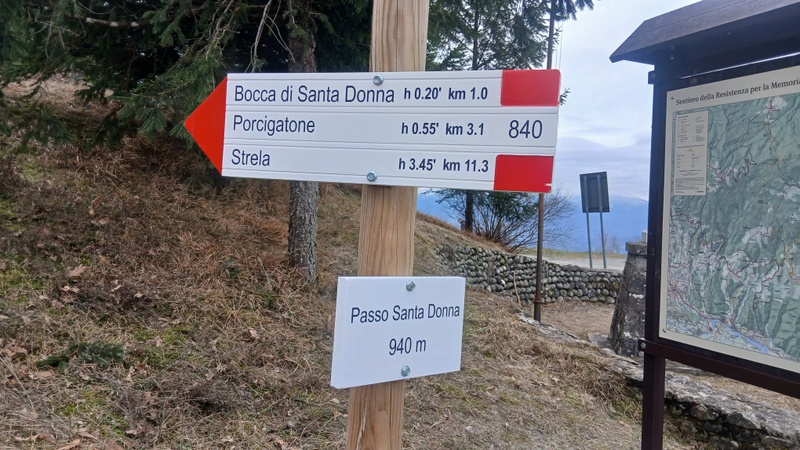 Bocca di Santa Donna h 0.20' km 1.0
Porcigatone h 0.55' km 3.1 840
Strela h 3.45' km 11.3
Passo Santa Donna
940 m
Sentiero della Resistenza per la Memoria